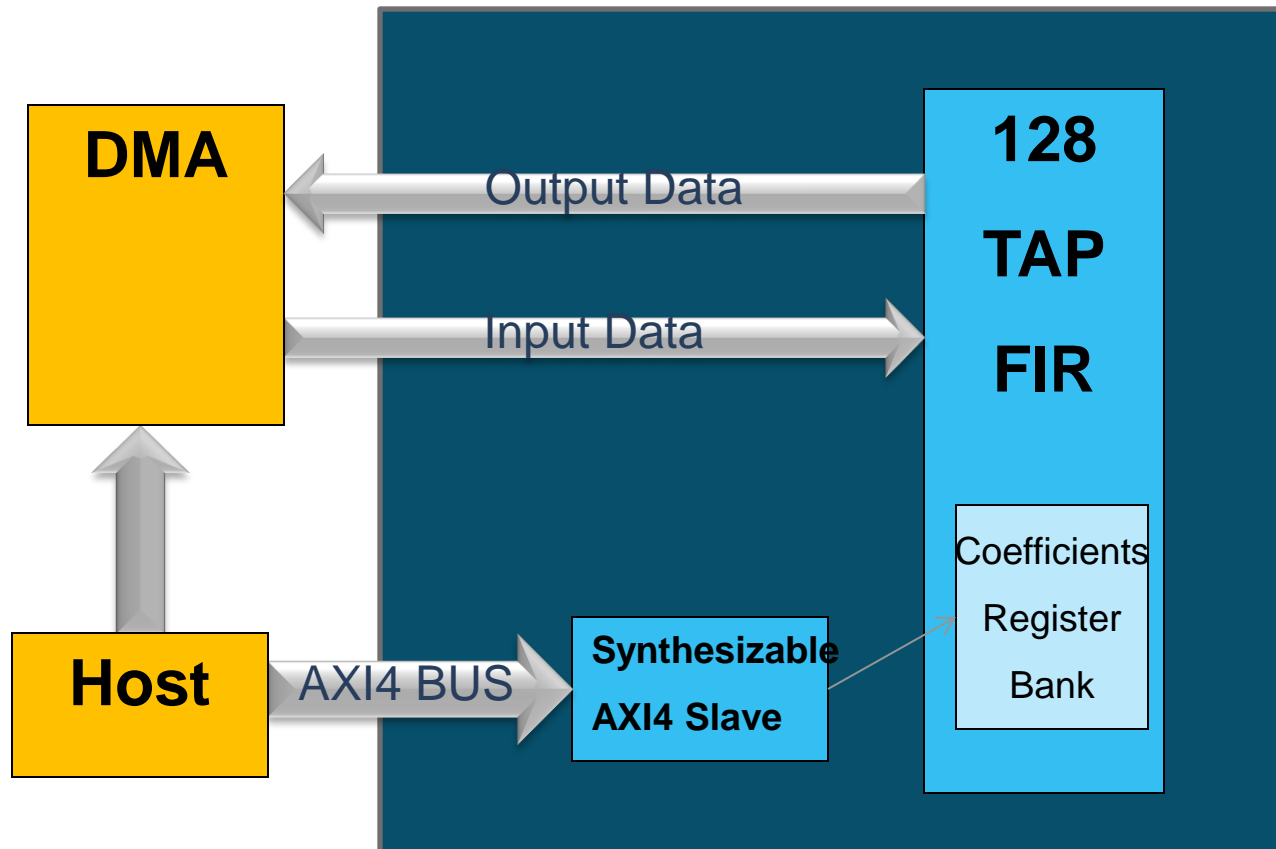 DMA
Output Data
Input Data
128
TAP
FIR
Coefficients
Register
Bank
Host
AXI4 BUS
Synthesizable
AXI4 Slave